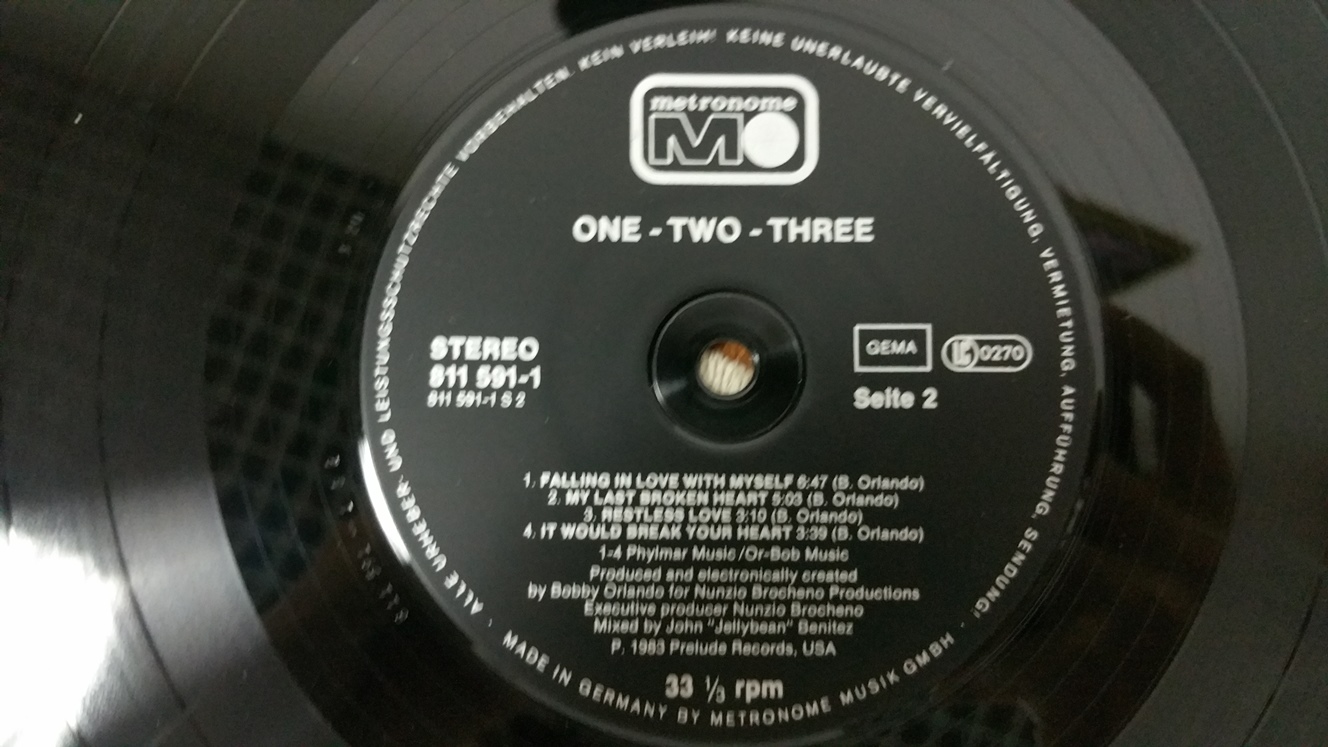 metronome
MO
ONE - TWO - THREE
STEREO
811 591-1
811 591-1 S 2
GEMA
LC 0270
Seite 2
1. FALLING IN LOVE WITH MYSELF 6:47 (B. Orlando)
2. MY LAST BROKEN HEART 5:03 (B. Orlando)
3. RESTLESS LOVE 3:10 (B. Orlando)
4. IT WOULD BREAK YOUR HEART 3:39 (B. Orlando)
1-4 Phylmar Music/Or-Bob Music
Produced and electronically created
by Bobby Orlando for Nunzio Brocheno Productions
Executive producer Nunzio Brocheno
Mixed by John "Jellybean" Benitez
P. 1983 Prelude Records, USA
33 ⅓ rpm
ALLE URHEBER- UND LEISTUNGSSCHUTZRECHTE VORBEHALTEN. KEIN VERLEIH! KEINE UNERLAUBTE VERVIELFÄLTIGUNG, VERMIETUNG, AUFFÜHRUNG, SENDUNG!
· MADE IN GERMANY BY METRONOME MUSIK GMBH ·